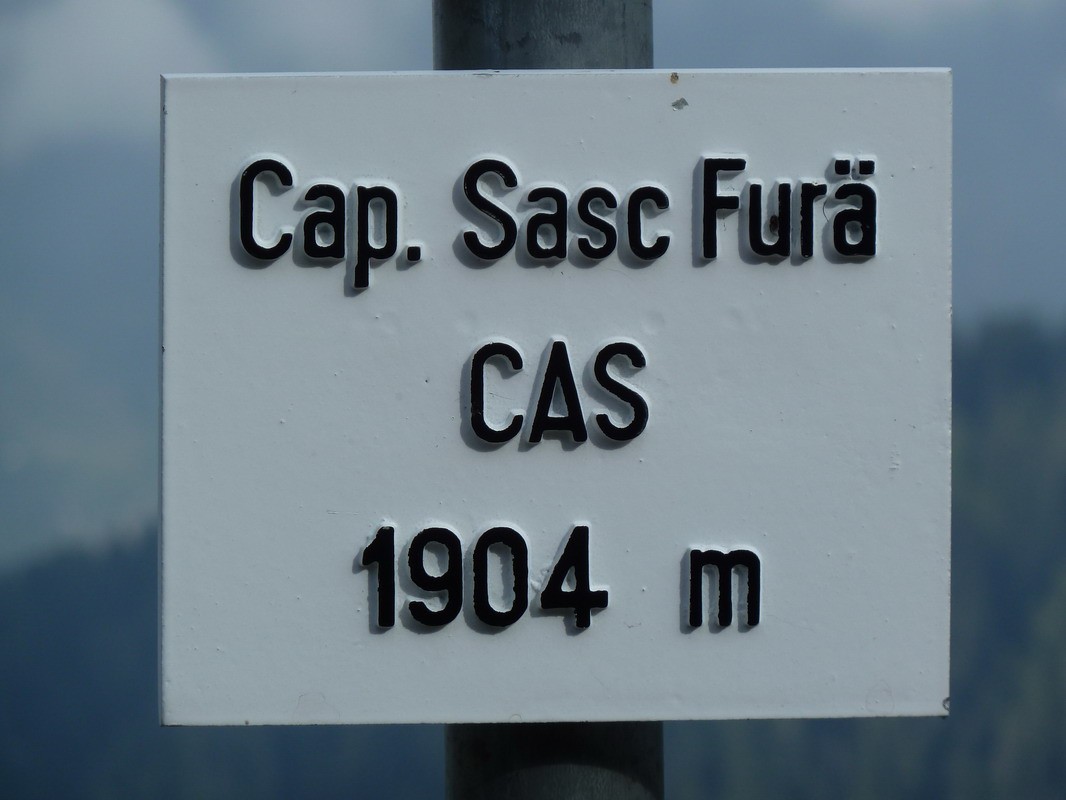 Cap. Sasc Furä
CAS
1904 m